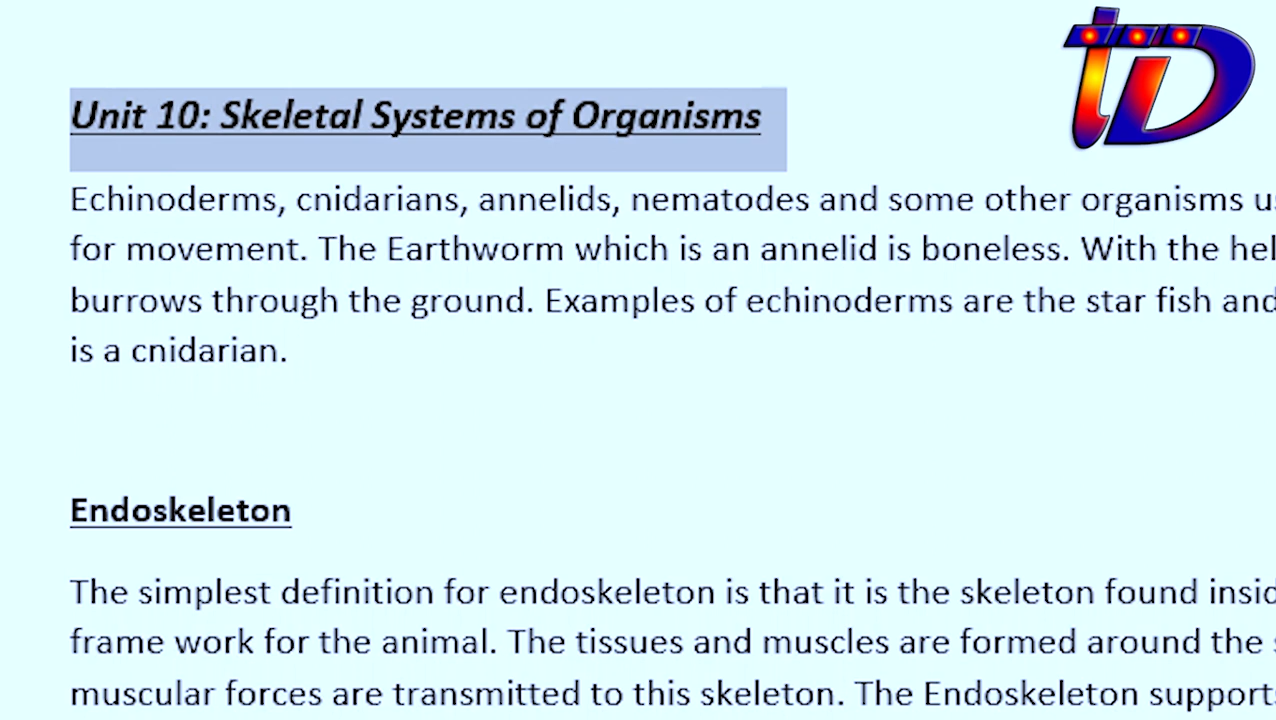 tD
Unit 10: Skeletal Systems of Organisms
Echinoderms, cnidarians, annelids, nematodes and some other organisms
for movement. The Earthworm which is an annelid is boneless. With the
burrows through the ground. Examples of echinoderms are the star fish and
is a cnidarian.
Endoskeleton
The simplest definition for endoskeleton is that it is the skeleton found
frame work for the animal. The tissues and muscles are formed around the
muscular forces are transmitted to this skeleton. The Endoskeleton